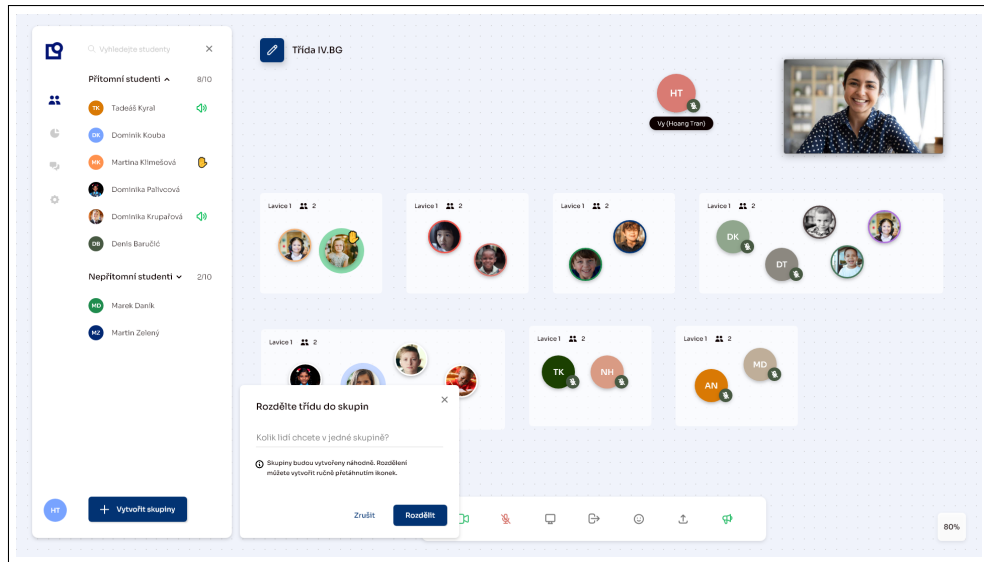 Vyhledejte studenty
Přítomní studenti
8/10
TK
Tadeáš Kyral
DK
Dominik Kouba
MK
Martina Klimešová
Dominika Palivcová
Dominika Krupařová
DB
Denis Baručić
Nepřítomní studenti
2/10
MD
Marek Daník
MZ
Martin Zelený
HT
Vytvořit skupiny
Třída IV.BG
HT
Vy (Hoang Tran)
Lavice 1 2
Lavice 1 2
Lavice 1 2
Lavice 1 2
DK
DT
Lavice 1 2
Lavice 1 2
TK
NH
Lavice 1 2
AN
MD
Rozdělte třídu do skupin
Kolik lidí chcete v jedné skupině?
Skupiny budou vytvořeny náhodně. Rozdělení
můžete vytvořit ručně přetáhnutím ikonek.
Zrušit
Rozdělit
80%